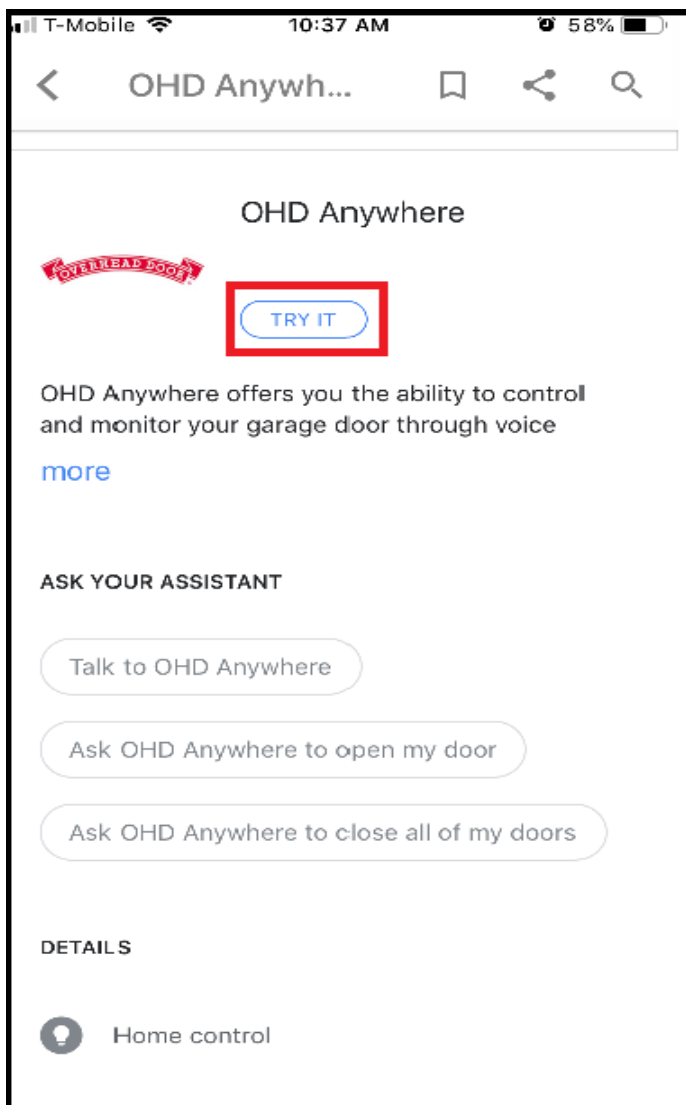 T-Mobile 10:37 AM 58%
OHD Anywh...
OHD Anywhere
OVERHEAD DOOR
TRY IT
OHD Anywhere offers you the ability to control
and monitor your garage door through voice
more
ASK YOUR ASSISTANT
Talk to OHD Anywhere
Ask OHD Anywhere to open my door
Ask OHD Anywhere to close all of my doors
DETAILS
Home control